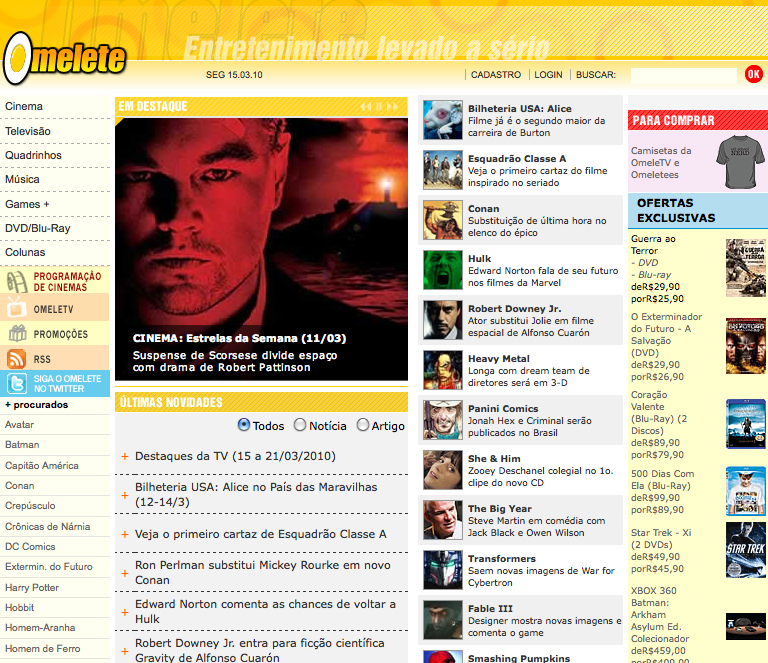 Omelete
Entretenimento levado a sério
SEG 15.03.10
CADASTRO
LOGIN
BUSCAR:
OK
Cinema
Televisão
Quadrinhos
Música
Games +
DVD/Blu-Ray
Colunas
PROGRAMAÇÃO
DE CINEMAS
OMELETV
PROMOÇÕES
RSS
SIGA O OMELETE
NO TWITTER
+ procurados
Avatar
Batman
Capitão América
Conan
Crepúsculo
Crônicas de Nárnia
DC Comics
Extermin. do Futuro
Harry Potter
Hobbit
Homem-Aranha
Homem de Ferro
EM DESTAQUE
CINEMA: Estreias da Semana (11/03)
Suspense de Scorsese divide espaço
com drama de Robert Pattinson
ÚLTIMAS NOVIDADES
Todos
Notícia
Artigo
+ Destaques da TV (15 a 21/03/2010)
+ Bilheteria USA: Alice no País das Maravilhas
(12-14/3)
+ Veja o primeiro cartaz de Esquadrão Classe A
+ Ron Perlman substitui Mickey Rourke em novo
Conan
+ Edward Norton comenta as chances de voltar a
Hulk
+ Robert Downey Jr. entra para ficção científica
Gravity de Alfonso Cuarón
Bilheteria USA: Alice
Filme já é o segundo maior da
carreira de Burton
Esquadrão Classe A
Veja o primeiro cartaz do filme
inspirado no seriado
Conan
Substituição de última hora no
elenco do épico
Hulk
Edward Norton fala de seu futuro
nos filmes da Marvel
Robert Downey Jr.
Ator substitui Jolie em filme
espacial de Alfonso Cuarón
Heavy Metal
Longa com dream team de
diretores será em 3-D
Panini Comics
Jonah Hex e Criminal serão
publicados no Brasil
She & Him
Zooey Deschanel colegial no 1o.
clipe do novo CD
The Big Year
Steve Martin em comédia com
Jack Black e Owen Wilson
Transformers
Saem novas imagens de War for
Cybertron
Fable III
Designer mostra novas imagens e
comenta o game
Smashing Pumpkins
PARA COMPRAR
Camisetas da
OmeleTV e
Omeletees
OFERTAS
EXCLUSIVAS
Guerra ao
Terror
- DVD
- Blu-ray
deR$29,90
porR$25,90
O Exterminador
do Futuro - A
Salvação
(DVD)
deR$29,90
porR$26,90
Coração
Valente
(Blu-Ray) (2
Discos)
deR$89,90
porR$79,90
500 Dias Com
Ela (Blu-Ray)
deR$99,90
porR$89,90
Star Trek - Xi
(2 DVDs)
deR$49,90
porR$45,90
STAR TREK
XBOX 360
Batman:
Arkham
Asylum Ed.
Colecionador
deR$459,00
porR$409,00